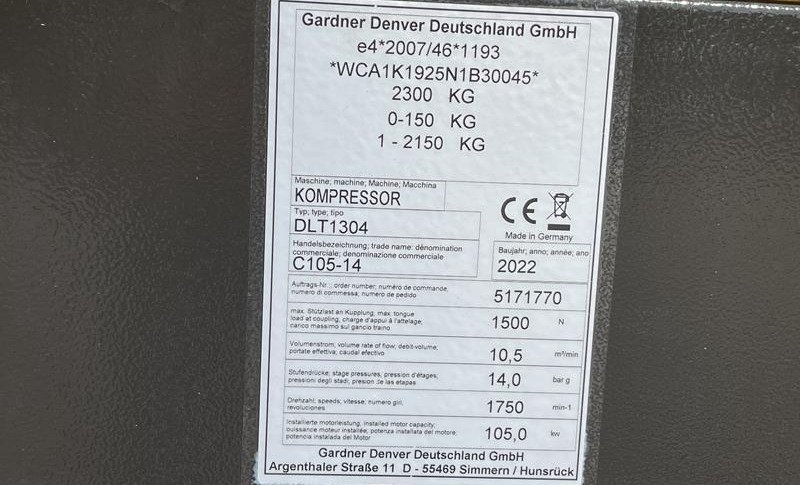 Gardner Denver Deutschland GmbH
e4*2007/46*1193
*WCA1K1925N1B30045*
2300 KG
0-150 KG
1 - 2150 KG
Maschine; machine; Machine; Macchina
KOMPRESSOR
Typ; type; tipo
DLT1304
Handelsbezeichnung; trade name; dénomination
commerciale; denominazione commerciale
C105-14
CE
Made in Germany
Baujahr; anno; année; ano
2022
Auftrags-Nr.; order number; numéro de commande,
numero di commessa; numero de pedido
5171770
max. Stützlast an Kupplung, max. tongue
load at coupling, charge d'appui à l'attelage,
carico massimo sul gancio traino
1500 N
Volumenstrom, volume rate of flow; debit-volume;
portate effettiva; caudal efectivo
10,5 m³/min
Stufendrücke; stage pressures; pression d'étages;
pressioni degli stadi; presion de las etapas
14,0 bar g
Drehzahl; speeds; vitesse; numero giri,
revoluciones
1750 min-1
Installierte motorleistung, installed motor capacity;
puissance moteur installée; potenza installata del motore;
potencia instalada del Motor
105,0 kw
Gardner Denver Deutschland GmbH
Argenthaler Straße 11 D - 55469 Simmern / Hunsrück